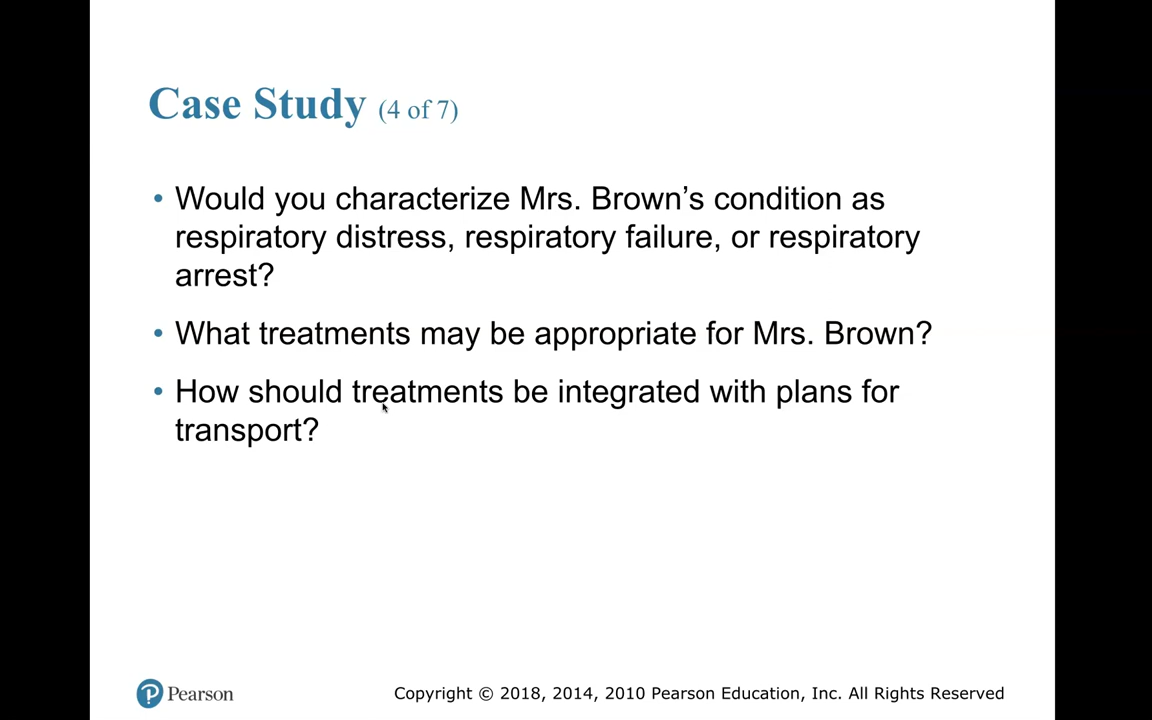 Case Study (4 of 7)
• Would you characterize Mrs. Brown’s condition as
respiratory distress, respiratory failure, or respiratory
arrest?
• What treatments may be appropriate for Mrs. Brown?
• How should treatments be integrated with plans for
transport?
P Pearson
Copyright © 2018, 2014, 2010 Pearson Education, Inc. All Rights Reserved